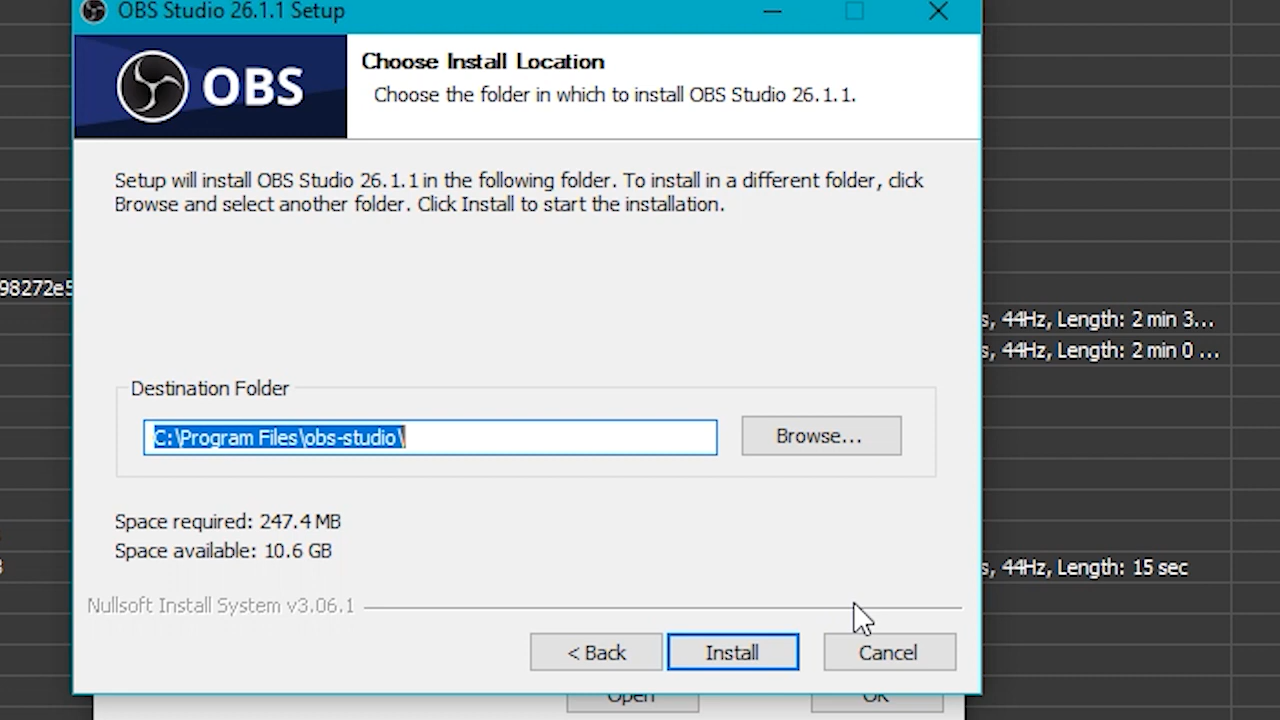 OBS Studio 26.1.1 Setup
OBS
Choose Install Location
Choose the folder in which to install OBS Studio 26.1.1.
Setup will install OBS Studio 26.1.1 in the following folder. To install in a different folder, click
Browse and select another folder. Click Install to start the installation.
98272e5
s, 44Hz, Length: 2 min 3...
s, 44Hz, Length: 2 min 0 ...
Destination Folder
C:\Program Files\obs-studio\
Browse...
Space required: 247.4 MB
Space available: 10.6 GB
s, 44Hz, Length: 15 sec
Nullsoft Install System v3.06.1
< Back
Install
Cancel
Open
OK